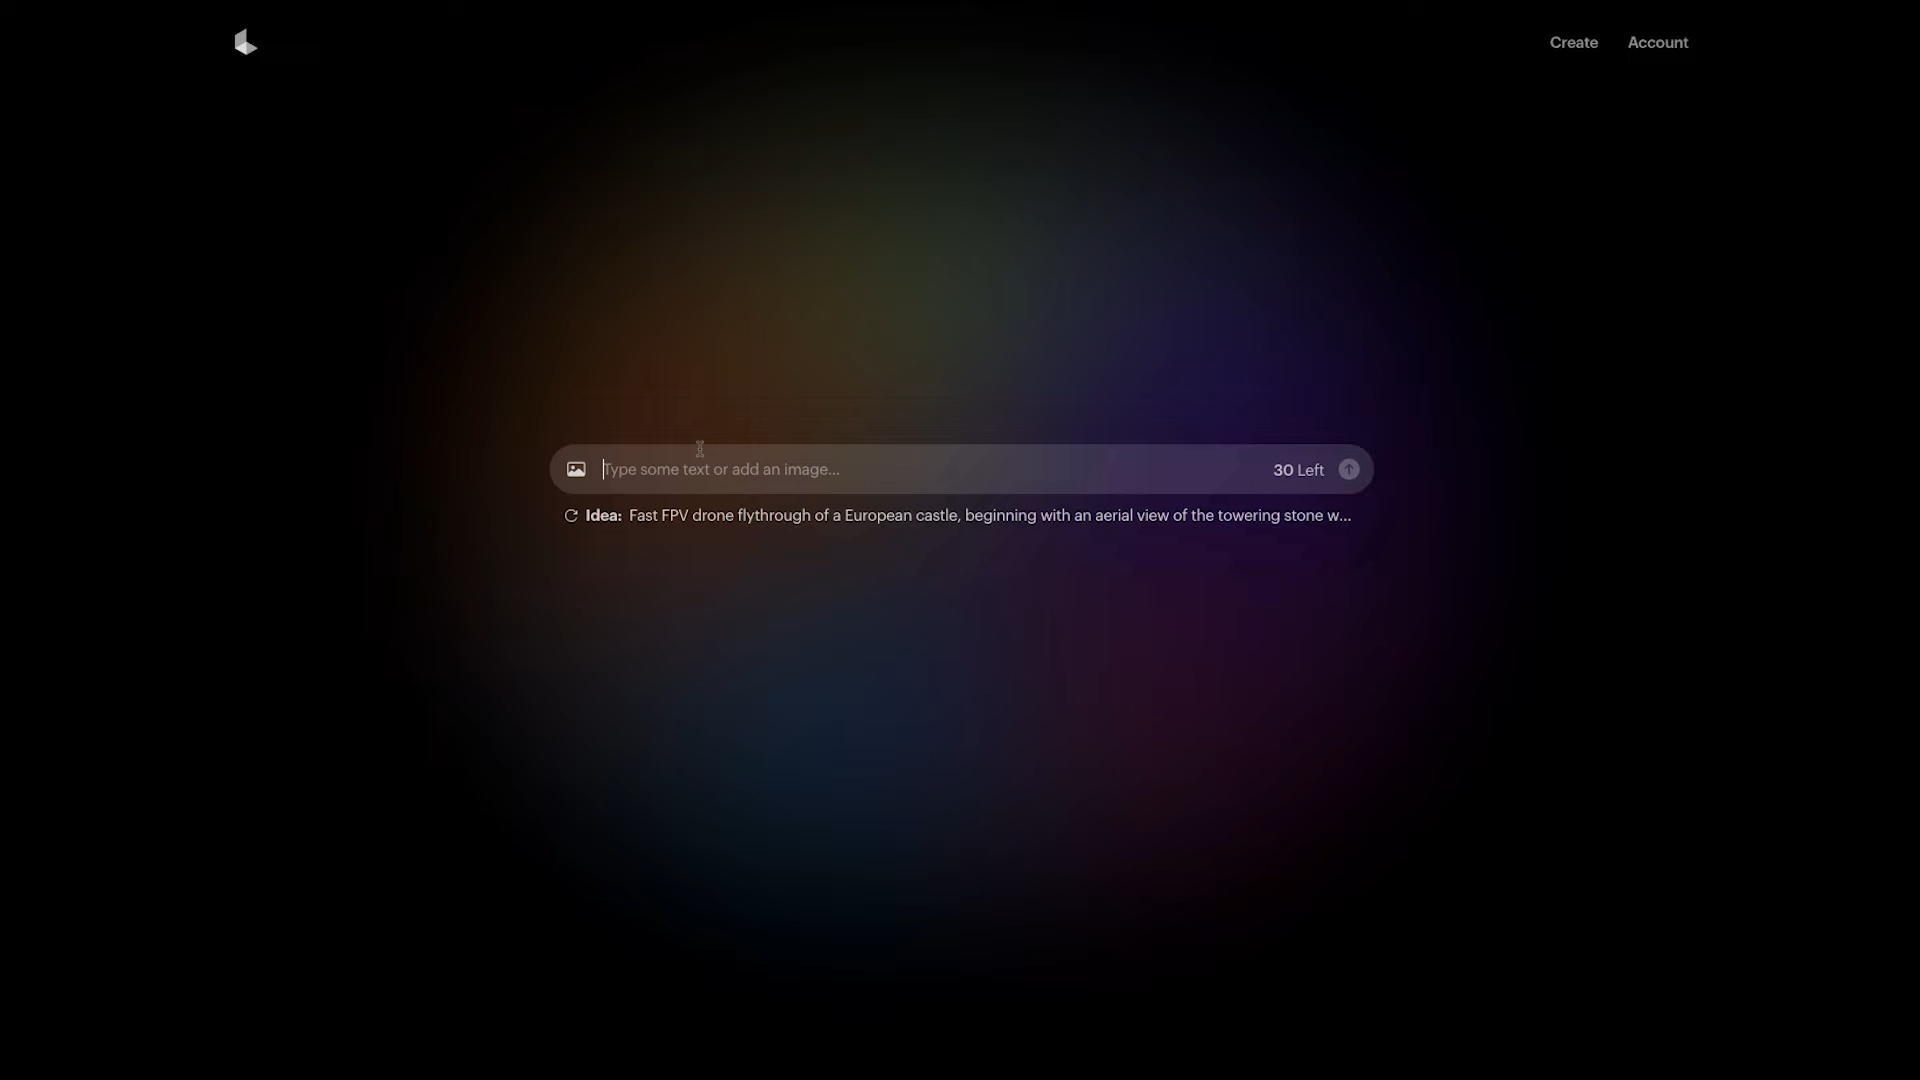 Create Account
Type some text or add an image...
30 Left
Idea: Fast FPV drone flythrough of a European castle, beginning with an aerial view of the towering stone w...